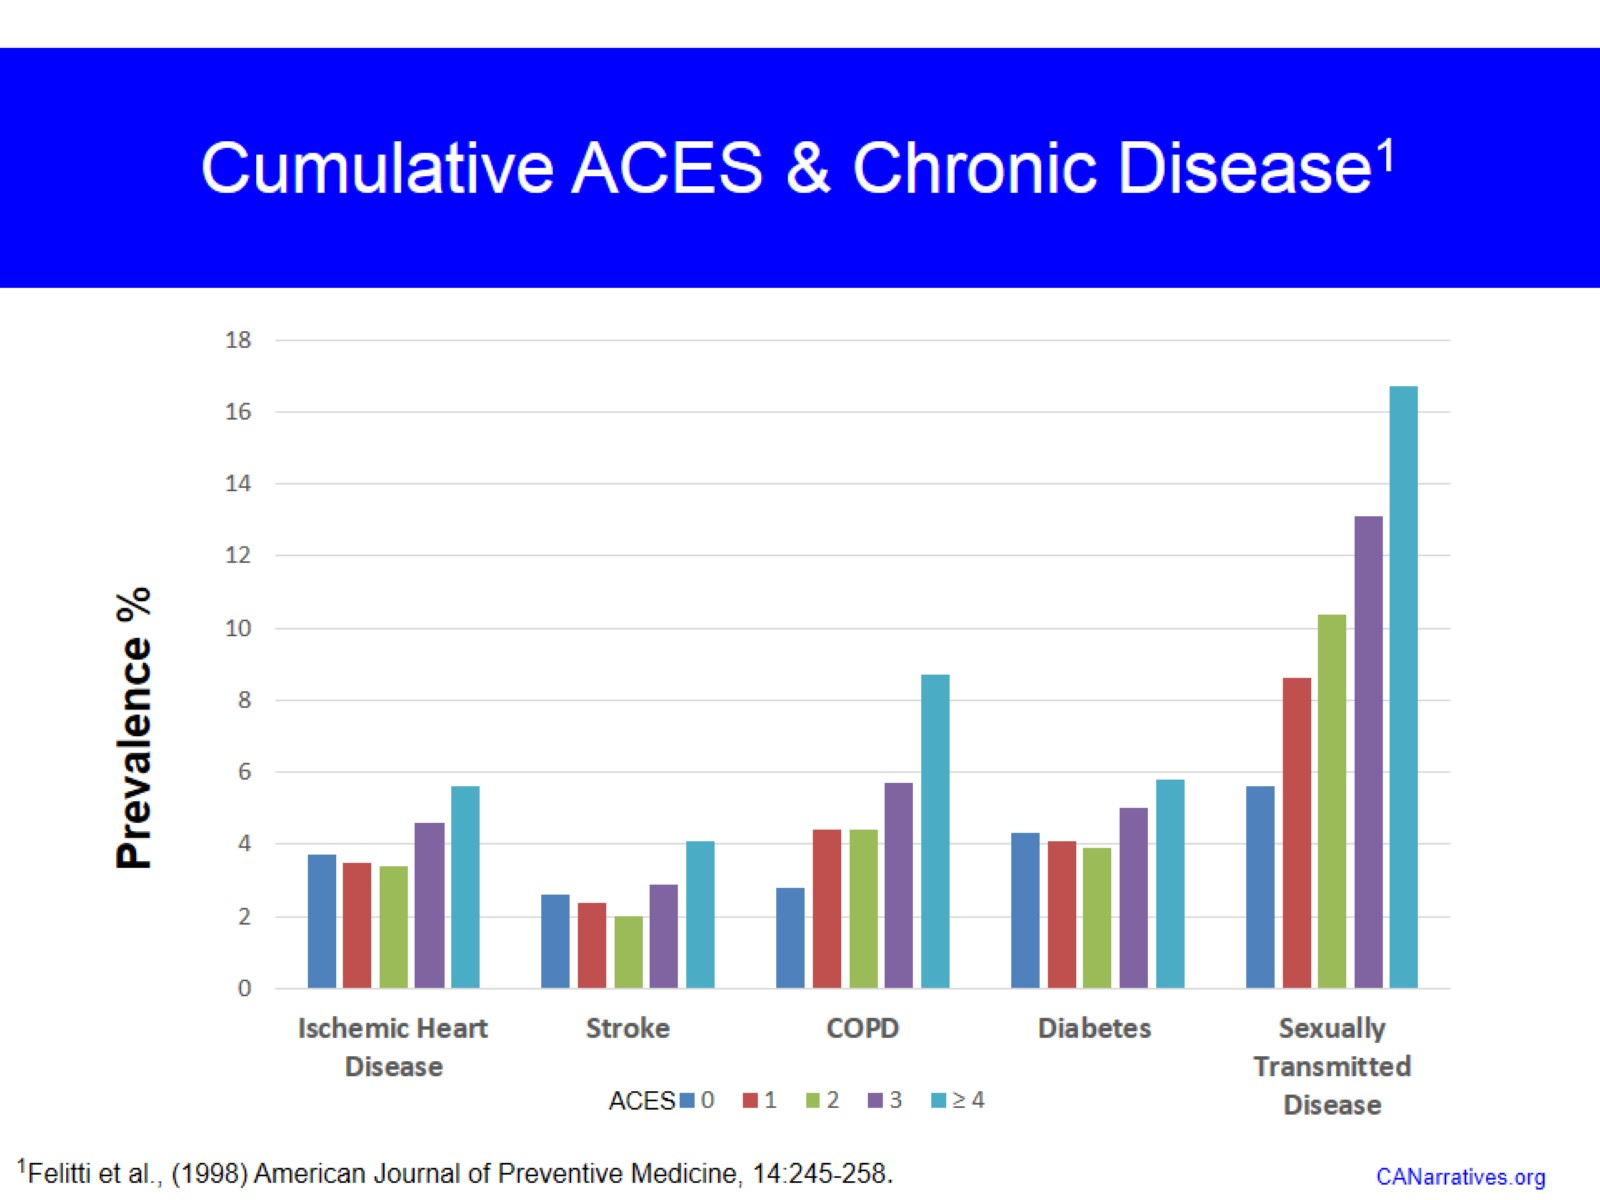 Cumulative ACES & Chronic Disease¹
18
16
14
12
10
8
6
4
2
0
Prevalence %
Ischemic Heart
Disease
Stroke
COPD
Diabetes
Sexually
Transmitted
Disease
ACES 0 1 2 3 ≥ 4
¹Felitti et al., (1998) American Journal of Preventive Medicine, 14:245-258.
CANarratives.org